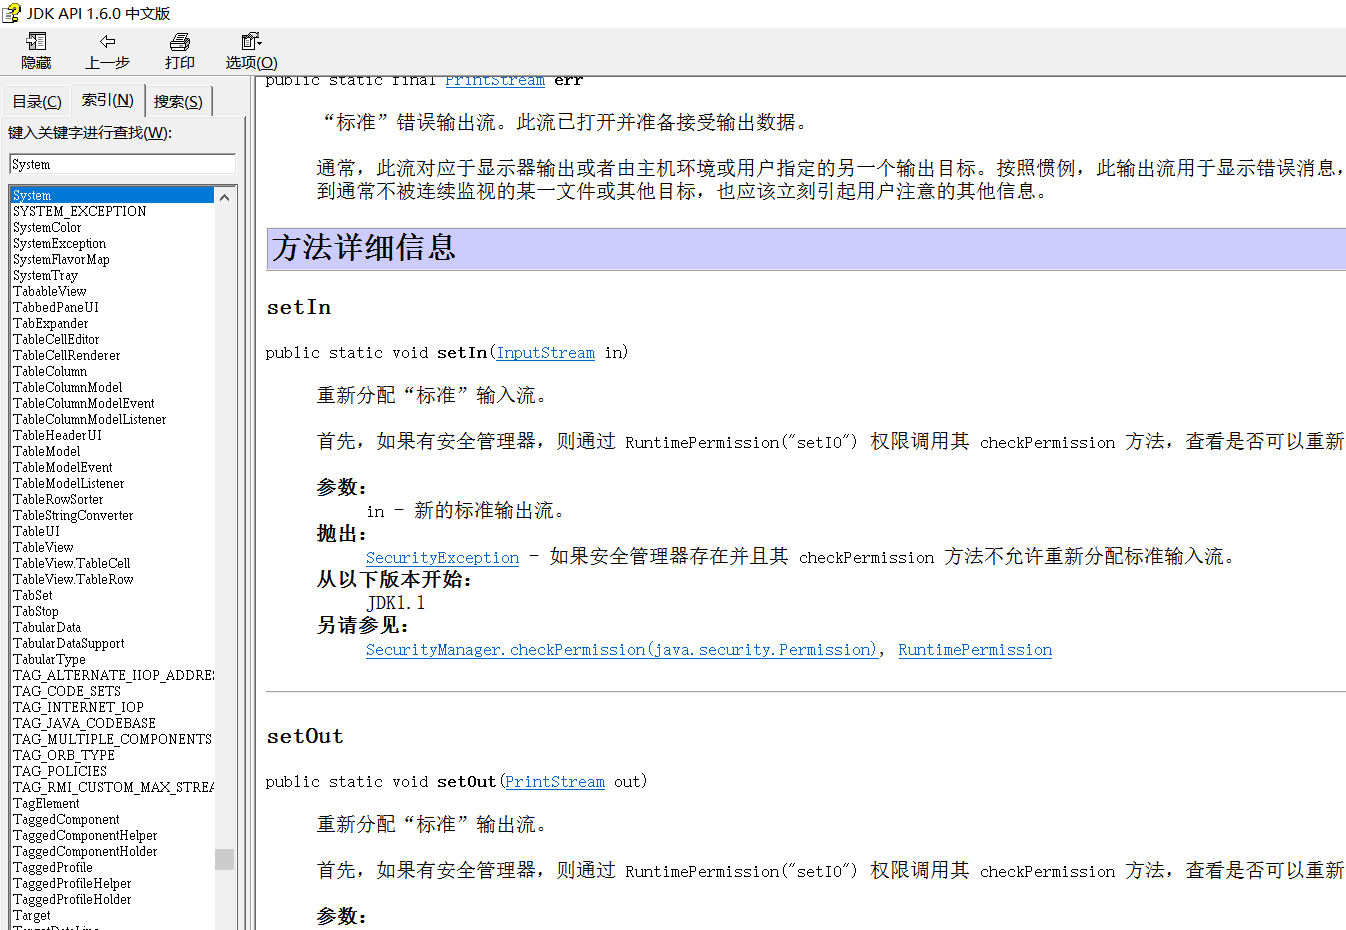 JDK API 1.6.0 中文版
隐藏
上一步
打印
选项(O)
目录(C)
索引(N)
搜索(S)
键入关键字进行查找(W):
System
System
SYSTEM_EXCEPTION
SystemColor
SystemException
SystemFlavorMap
SystemTray
TabableView
TabbedPaneUI
TabExpander
TableCellEditor
TableCellRenderer
TableColumn
TableColumnModel
TableColumnModelEvent
TableColumnModelListener
TableHeaderUI
TableModel
TableModelEvent
TableModelListener
TableRowSorter
TableStringConverter
TableUI
TableView
TableView.TableCell
TableView.TableRow
TabSet
TabStop
TabularData
TabularDataSupport
TabularType
TAG_ALTERNATE_IIOP_ADDRES
TAG_CODE_SETS
TAG_INTERNET_IOP
TAG_JAVA_CODEBASE
TAG_MULTIPLE_COMPONENTS
TAG_ORB_TYPE
TAG_POLICIES
TAG_RMI_CUSTOM_MAX_STREA
TagElement
TaggedComponent
TaggedComponentHelper
TaggedComponentHolder
TaggedProfile
TaggedProfileHelper
TaggedProfileHolder
Target
TargetDataLine
public static final PrintStream err
“标准”错误输出流。此流已打开并准备接受输出数据。
通常，此流对应于显示器输出或者由主机环境或用户指定的另一个输出目标。按照惯例，此输出流用于显示错误消息，
到通常不被连续监视的某一文件或其他目标，也应该立刻引起用户注意的其他信息。
方法详细信息
setIn
public static void setIn(InputStream in)
重新分配“标准”输入流。
首先，如果有安全管理器，则通过 RuntimePermission("setIO") 权限调用其 checkPermission 方法，查看是否可以重新
参数：
in - 新的标准输出流。
抛出：
SecurityException - 如果安全管理器存在并且其 checkPermission 方法不允许重新分配标准输入流。
从以下版本开始：
JDK1.1
另请参见：
SecurityManager.checkPermission(java.security.Permission), RuntimePermission
setOut
public static void setOut(PrintStream out)
重新分配“标准”输出流。
首先，如果有安全管理器，则通过 RuntimePermission("setIO") 权限调用其 checkPermission 方法，查看是否可以重新
参数：